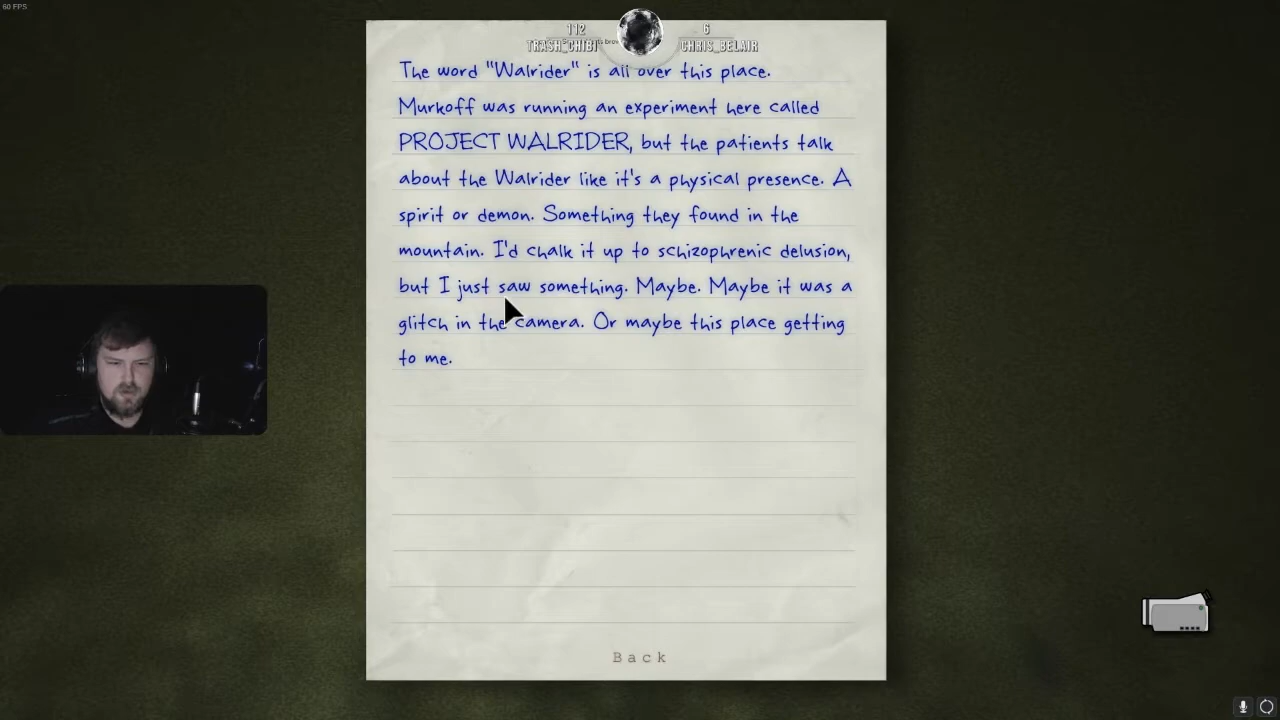 60 FPS
112
6
TRASH_CHIBI
CHRIS_BELAIR
The word "Walrider" is all over this place.
Murkoff was running an experiment here called
PROJECT WALRIDER, but the patients talk
about the Walrider like it's a physical presence. A
spirit or demon. Something they found in the
mountain. I'd chalk it up to schizophrenic delusion,
but I just saw something. Maybe. Maybe it was a
glitch in the camera. Or maybe this place getting
to me.
Back